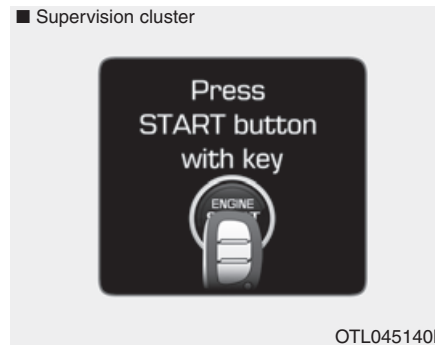 ■ Supervision cluster
Press
START button
with key
ENGINE
OTL045140